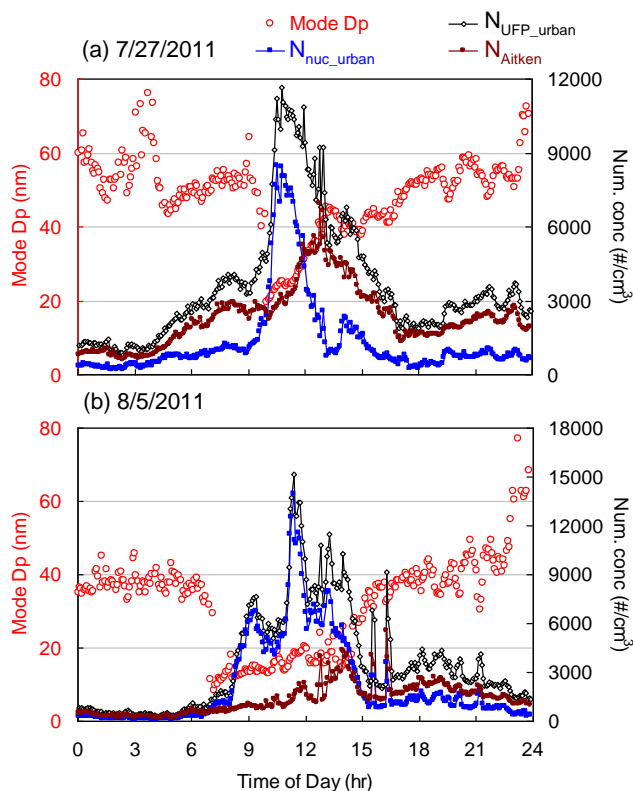 Mode Dp
N_UFP_urban
N_nuc_urban
N_Aitken
(a) 7/27/2011
80
60
40
20
0
Mode Dp (nm)
12000
9000
6000
3000
0
Num. conc (#/cm³)
(b) 8/5/2011
80
60
40
20
0
Mode Dp (nm)
18000
15000
12000
9000
6000
3000
0
Num. conc (#/cm³)
0 3 6 9 12 15 18 21 24
Time of Day (hr)